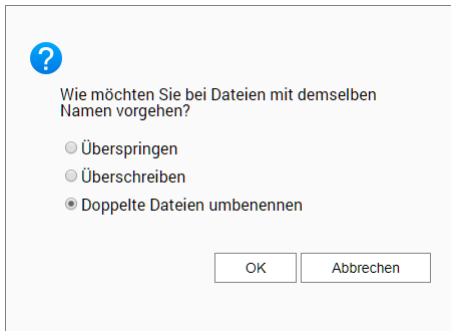 Wie möchten Sie bei Dateien mit demselben
Namen vorgehen?
Überspringen
Überschreiben
Doppelte Dateien umbenennen
OK
Abbrechen